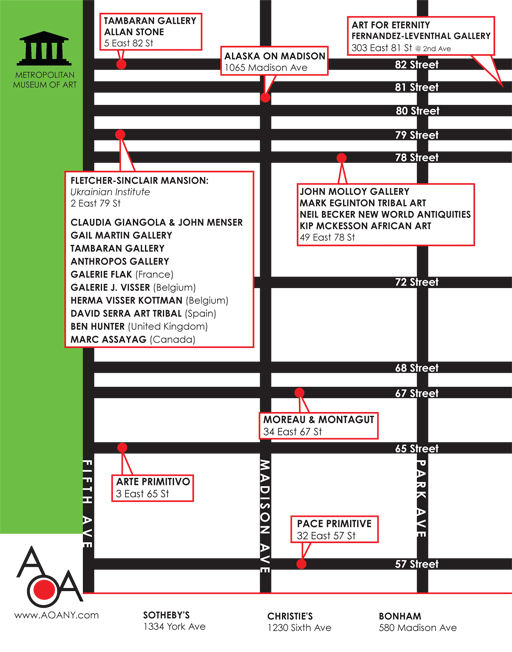 TAMBARAN GALLERY
ALLAN STONE
5 East 82 St
ART FOR ETERNITY
FERNANDEZ-LEVENTHAL GALLERY
303 East 81 St @ 2nd Ave
METROPOLITAN
MUSEUM OF ART
ALASKA ON MADISON
1065 Madison Ave
82 Street
81 Street
80 Street
79 Street
78 Street
FLETCHER-SINCLAIR MANSION:
Ukrainian Institute
2 East 79 St
CLAUDIA GIANGOLA & JOHN MENSER
GAIL MARTIN GALLERY
TAMBARAN GALLERY
ANTHROPOS GALLERY
GALERIE FLAK (France)
GALERIE J. VISSER (Belgium)
HERMA VISSER KOTTMAN (Belgium)
DAVID SERRA ART TRIBAL (Spain)
BEN HUNTER (United Kingdom)
MARC ASSAYAG (Canada)
JOHN MOLLOY GALLERY
MARK EGLINTON TRIBAL ART
NEIL BECKER NEW WORLD ANTIQUITIES
KIP MCKESSON AFRICAN ART
49 East 78 St
72 Street
68 Street
67 Street
MOREAU & MONTAGUT
34 East 67 St
65 Street
ARTE PRIMITIVO
3 East 65 St
FIFTH AVE
MADISON AVE
PARK AVE
PACE PRIMITIVE
32 East 57 St
57 Street
AOA
www.AOANY.com
SOTHEBY'S
1334 York Ave
CHRISTIE'S
1230 Sixth Ave
BONHAM
580 Madison Ave